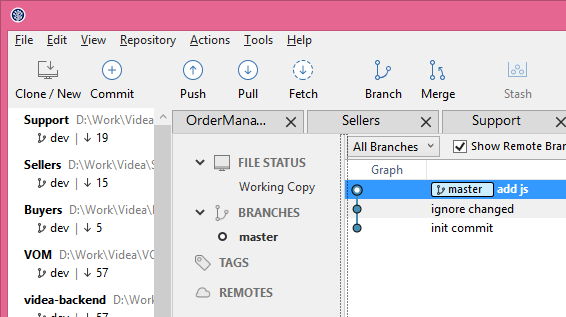 File Edit View Repository Actions Tools Help
Clone / New Commit Push Pull Fetch Branch Merge Stash
Support D:\Work\Videa\
dev | 19
Sellers D:\Work\Videa\S
dev | 15
Buyers D:\Work\Videa\
dev | 5
VOM D:\Work\Videa\VO
dev | 57
videa-backend D:\Work
dev | 57
OrderMana... Sellers Support
FILE STATUS
Working Copy
BRANCHES
master
TAGS
REMOTES
All Branches Show Remote Bran
Graph
master add js
ignore changed
init commit